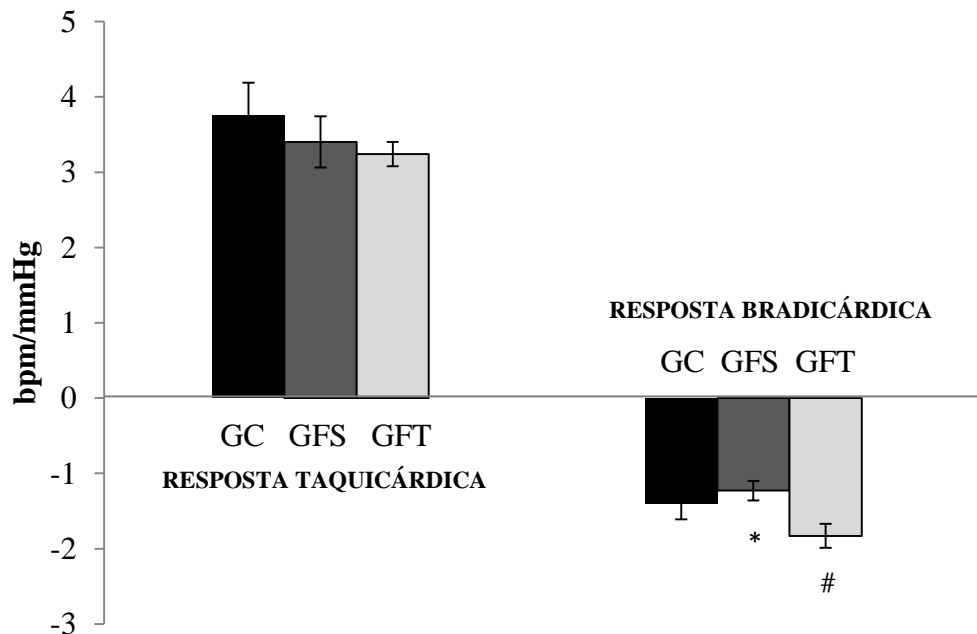 5
4
3
2
1
0
-1
-2
-3
bpm/mmHg
GC GFS GFT
RESPOSTA TAQUICÁRDICA
RESPOSTA BRADICÁRDICA
GC GFS GFT
*
#